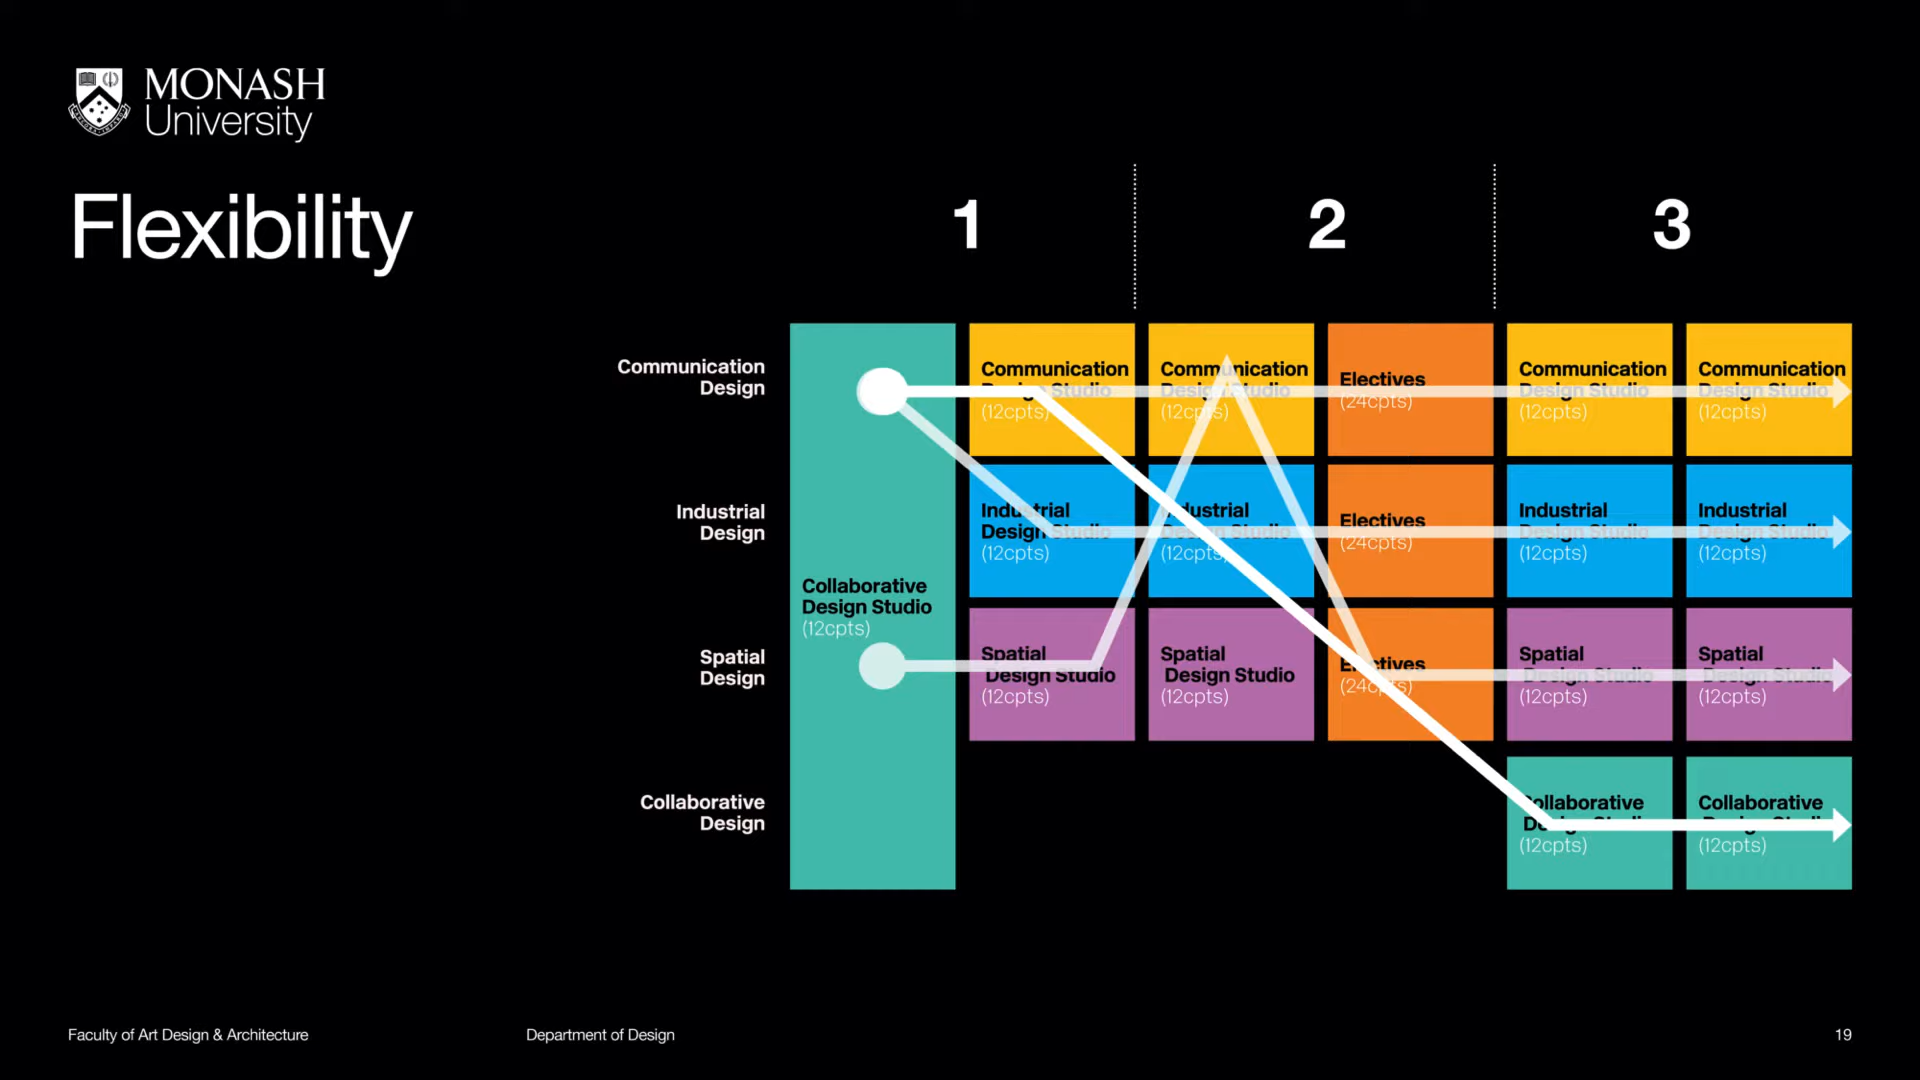 MONASH
University
Flexibility
1
2
3
Communication
Design
Industrial
Design
Spatial
Design
Collaborative
Design
Collaborative
Design Studio
(12cpts)
Communication
Design Studio
(12cpts)
Communication
Design Studio
(12cpts)
Electives
(24cpts)
Communication
Design Studio
(12cpts)
Communication
Design Studio
(12cpts)
Industrial
Design Studio
(12cpts)
Industrial
Design Studio
(12cpts)
Electives
(24cpts)
Industrial
Design Studio
(12cpts)
Industrial
Design Studio
(12cpts)
Spatial
Design Studio
(12cpts)
Spatial
Design Studio
(12cpts)
Electives
(24cpts)
Spatial
Design Studio
(12cpts)
Spatial
Design Studio
(12cpts)
Collaborative
Design Studio
(12cpts)
Collaborative
Design Studio
(12cpts)
Faculty of Art Design & Architecture
Department of Design
19